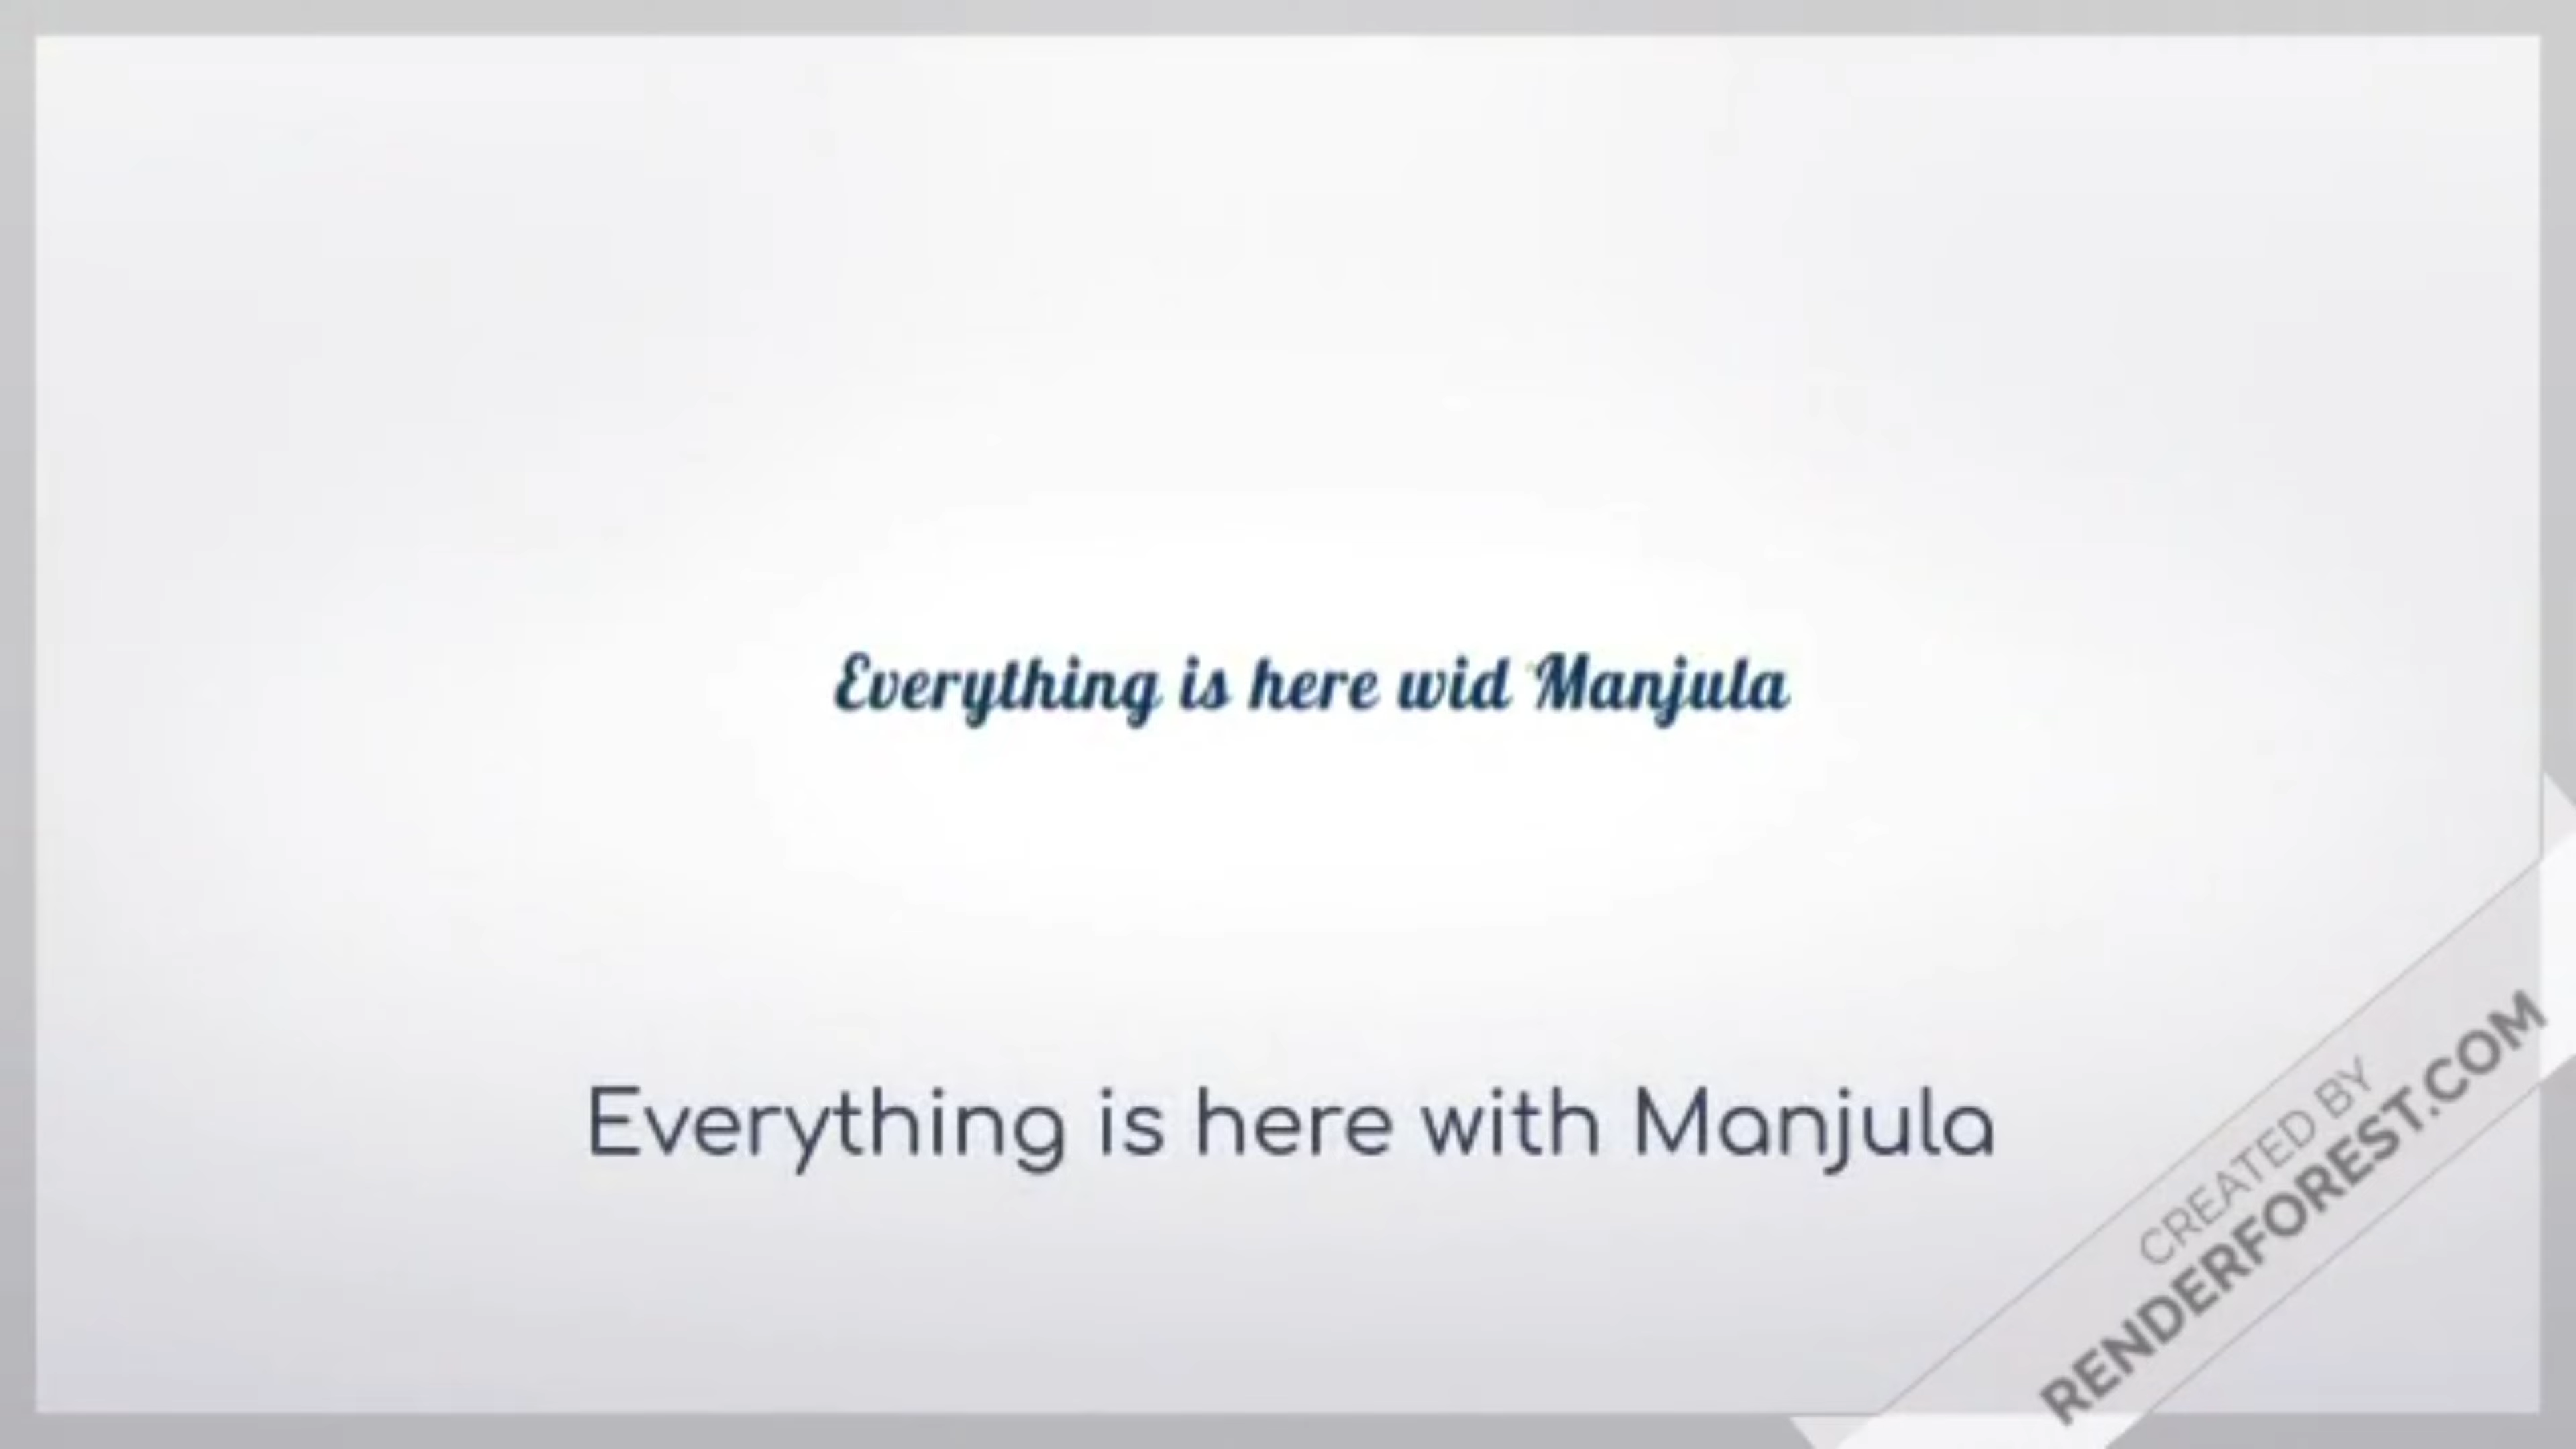 Everything is here wid Manjula
Everything is here with Manjula
CREATED BY
RENDERFOREST.COM